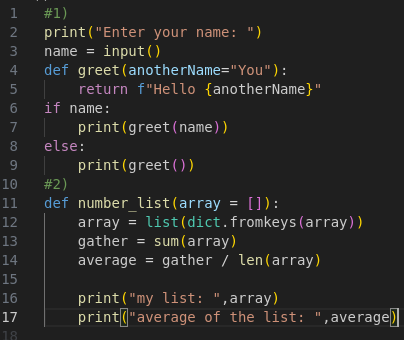 1 #1)
2 print("Enter your name: ")
3 name = input()
4 def greet(anotherName="You"):
5     return f"Hello {anotherName}"
6 if name:
7     print(greet(name))
8 else:
9     print(greet())
10 #2)
11 def number_list(array = []):
12     array = list(dict.fromkeys(array))
13     gather = sum(array)
14     average = gather / len(array)
15
16     print("my list: ",array)
17     print("average of the list: ",average)
18